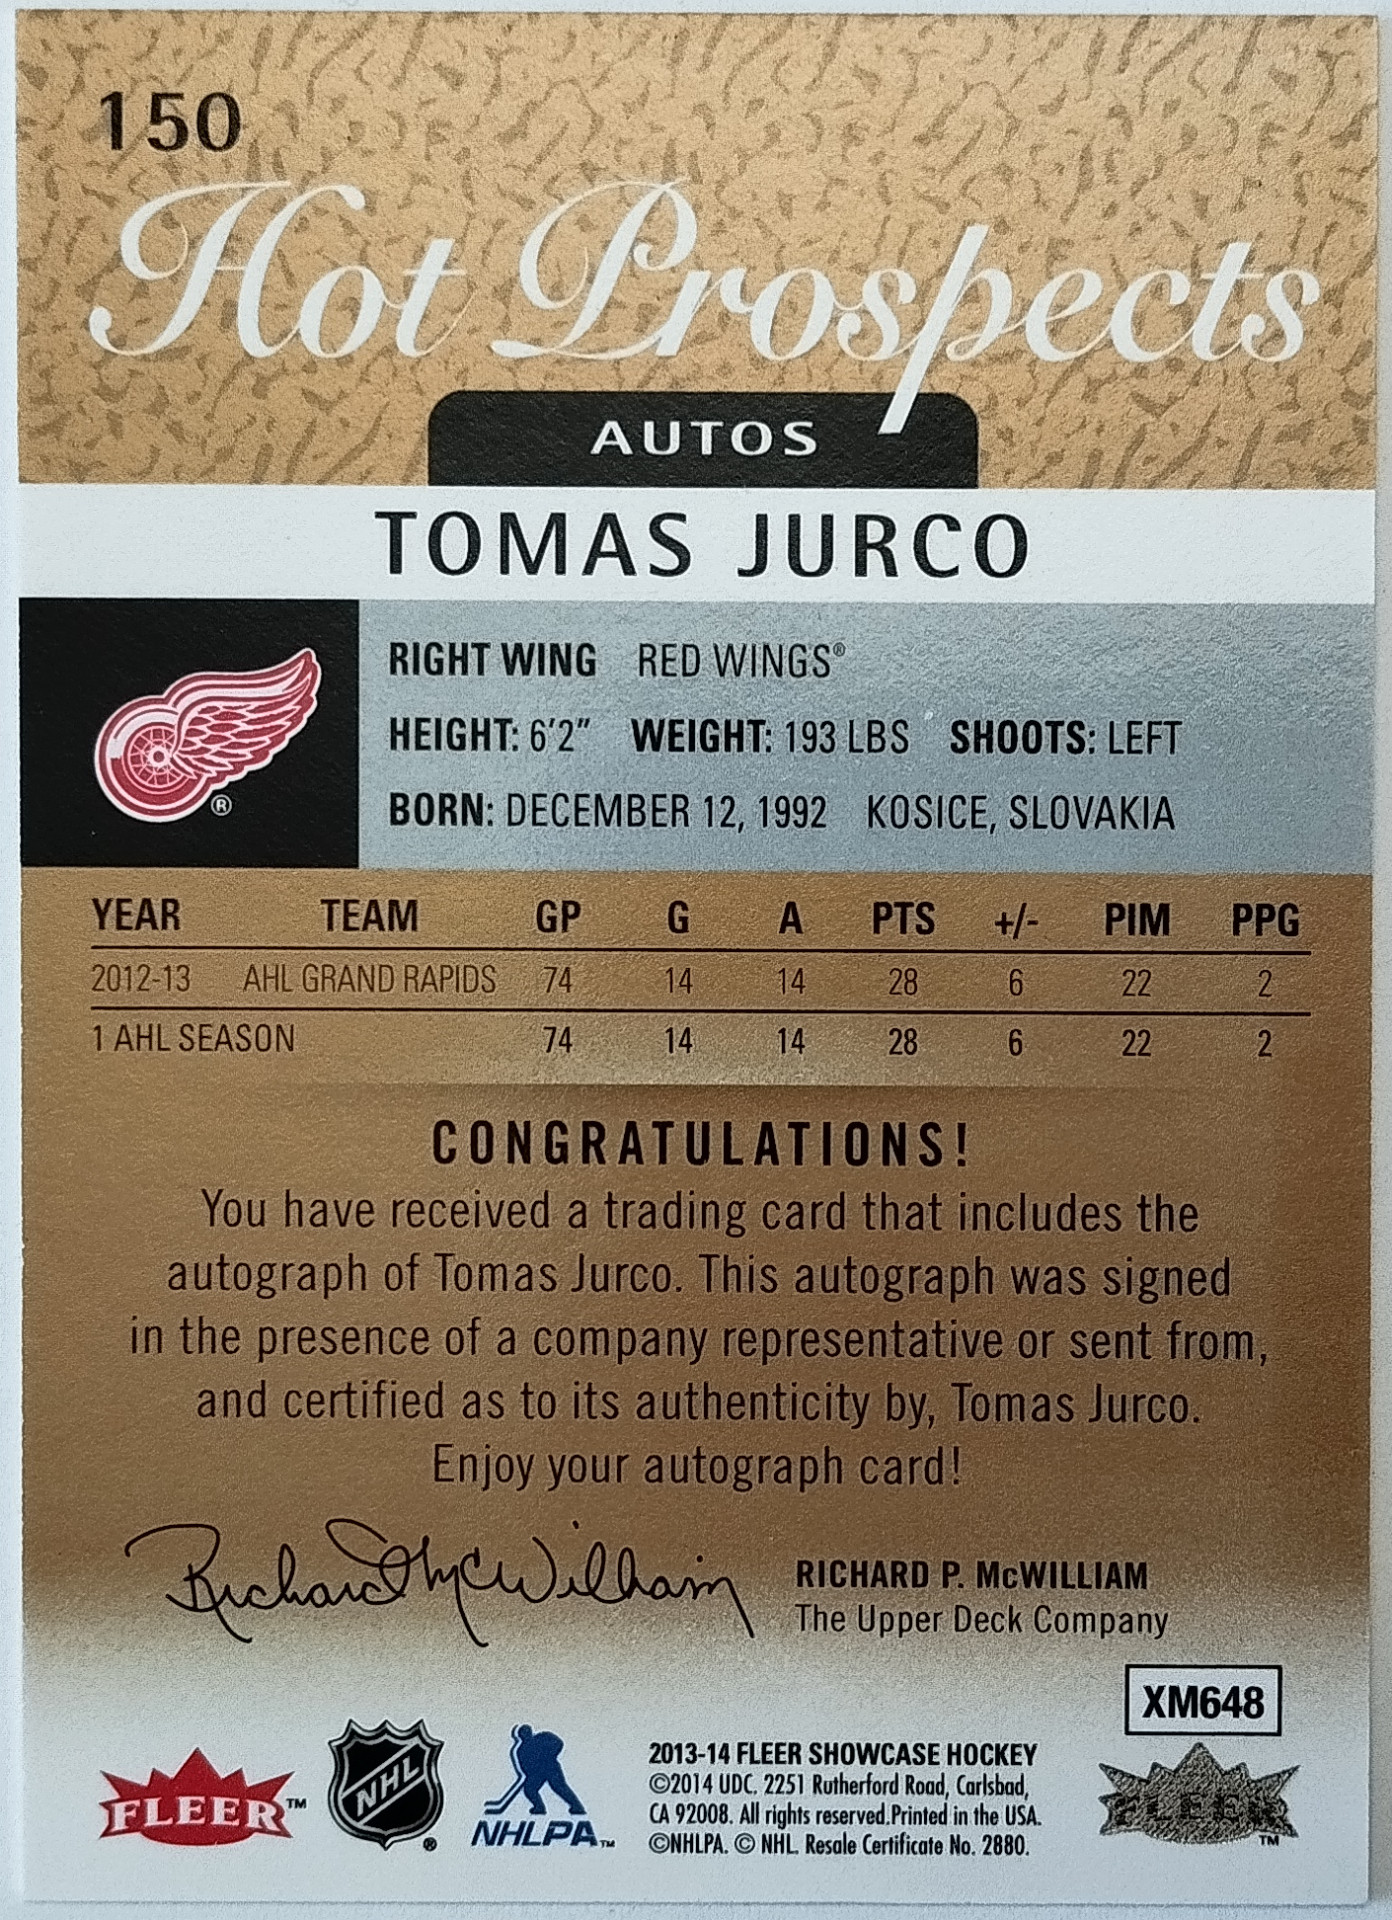 150
Hot Prospects
AUTOS
TOMAS JURCO
RIGHT WING RED WINGS®
HEIGHT: 6'2" WEIGHT: 193 LBS SHOOTS: LEFT
BORN: DECEMBER 12, 1992 KOSICE, SLOVAKIA
®
YEAR TEAM GP G A PTS +/- PIM PPG
2012-13 AHL GRAND RAPIDS 74 14 14 28 6 22 2
1 AHL SEASON 74 14 14 28 6 22 2
CONGRATULATIONS!
You have received a trading card that includes the
autograph of Tomas Jurco. This autograph was signed
in the presence of a company representative or sent from,
and certified as to its authenticity by, Tomas Jurco.
Enjoy your autograph card!
Richard McWilliam
RICHARD P. McWILLIAM
The Upper Deck Company
XM648
FLEER™
NHL®
NHLPA™
2013-14 FLEER SHOWCASE HOCKEY
©2014 UDC. 2251 Rutherford Road, Carlsbad,
CA 92008. All rights reserved.Printed in the USA.
©NHLPA. © NHL. Resale Certificate No. 2880.
FLEER™